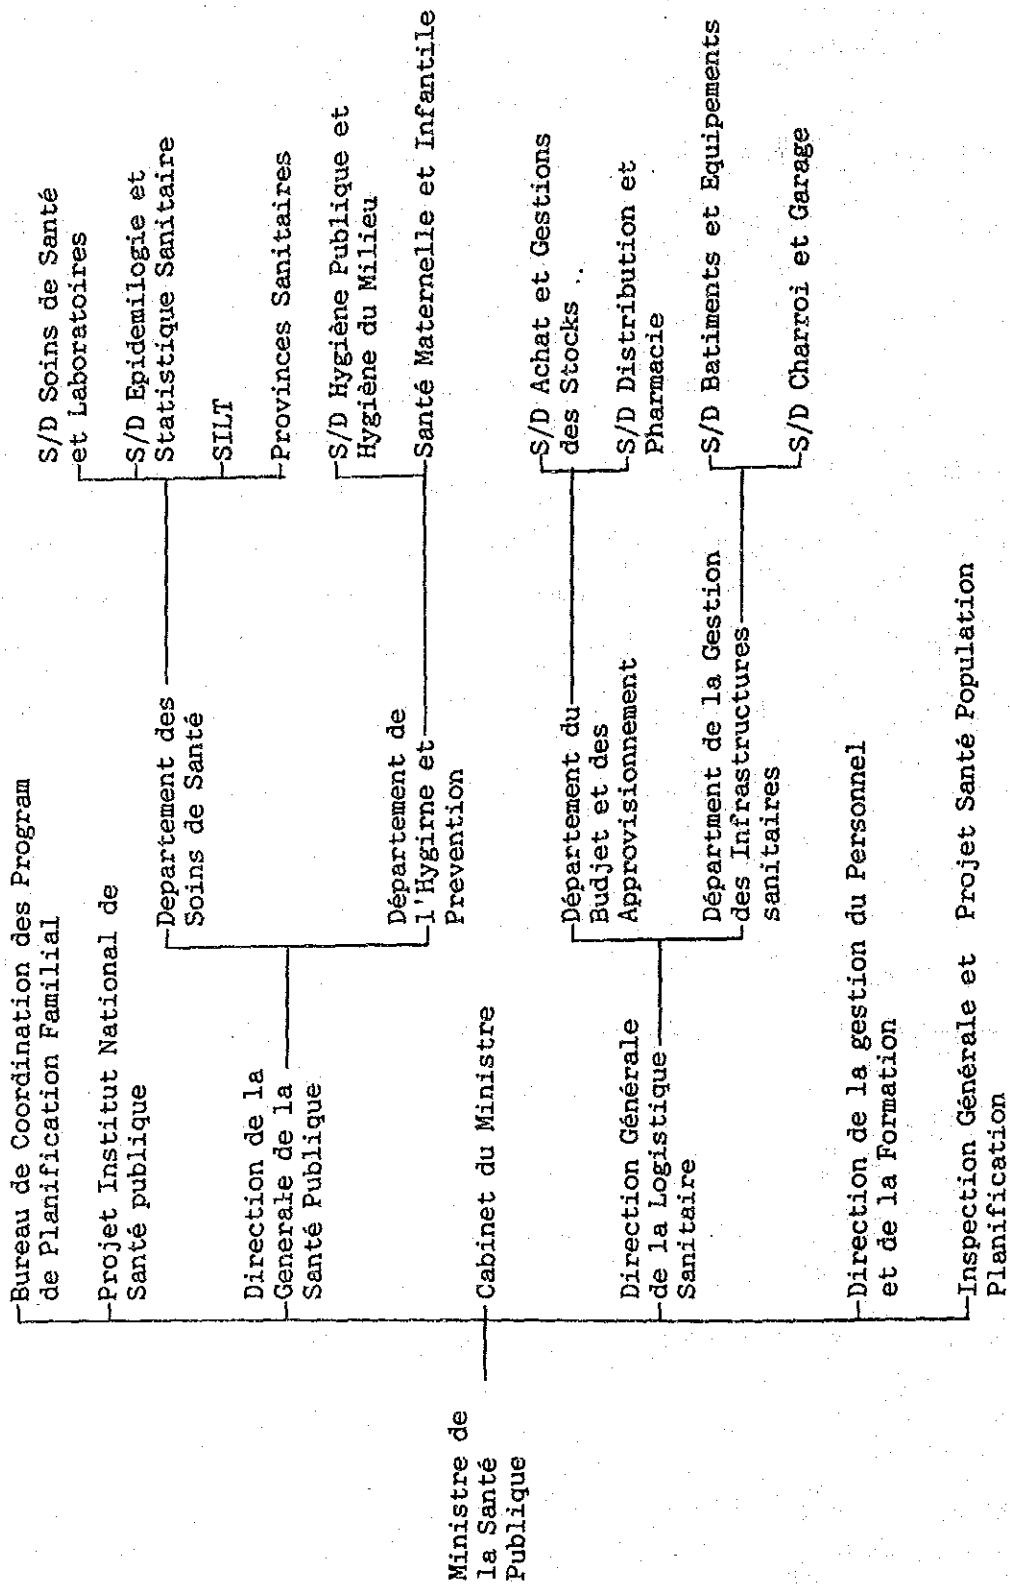 Ministre de
la Santé
Publique
Bureau de Coordination des Program
de Planification Familial
Projet Institut National de
Santé publique
Direction de la
Generale de la
Santé Publique
Cabinet du Ministre
Direction Générale
de la Logistique
Sanitaire
Direction de la gestion du Personnel
et de la Formation
Inspection Générale et Projet Santé Population
Planification
Departement des
Soins de Santé
Département de
l'Hygirne et
Prevention
Département du
Budjet et des
Approvisionnement
Départment de la Gestion
des Infrastructures
sanitaires
S/D Soins de Santé
et Laboratoires
S/D Epidemilogie et
Statistique Sanitaire
SILT
Provinces Sanitaires
S/D Hygiène Publique et
Hygiène du Milieu
Santé Maternelle et Infantile
S/D Achat et Gestions
des Stocks ..
S/D Distribution et
Pharmacie
S/D Batiments et Equipements
S/D Charroi et Garage